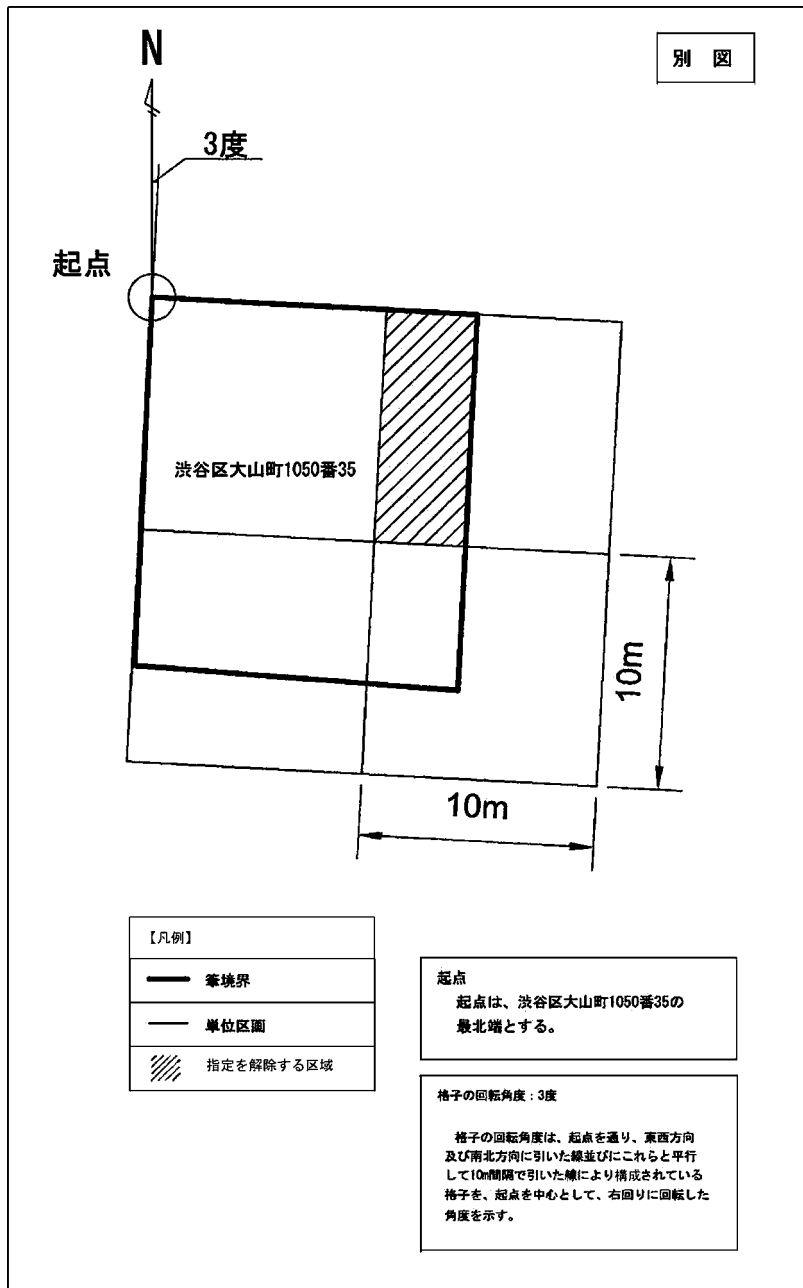 別 図
N
3度
起点
渋谷区大山町1050番35
10m
10m
【凡例】
筆境界
単位区画
指定を解除する区域
起点
起点は、渋谷区大山町1050番35の
最北端とする。
格子の回転角度：3度
格子の回転角度は、起点を通り、東西方向
及び南北方向に引いた線並びにこれらと平行
して10m間隔で引いた線により構成されている
格子を、起点を中心として、右回りに回転した
角度を示す。